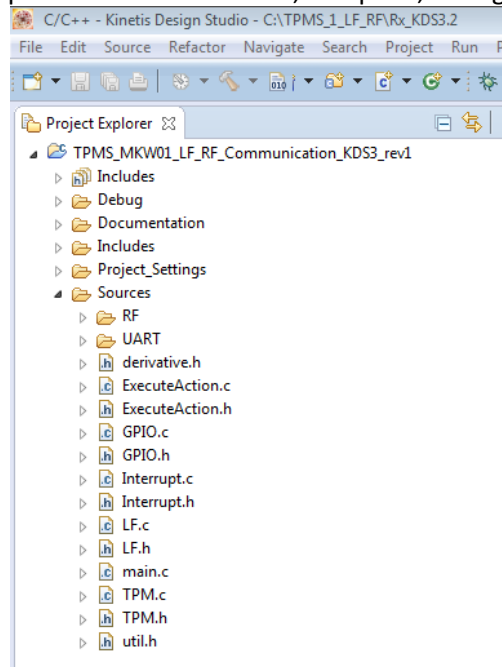 C/C++ - Kinetis Design Studio - C:\TPMS_1_LF_RF\Rx_KDS3.2
File Edit Source Refactor Navigate Search Project Run
010
Project Explorer
TPMS_MKW01_LF_RF_Communication_KDS3_rev1
Includes
Debug
Documentation
Includes
Project_Settings
Sources
RF
UART
.h derivative.h
.c ExecuteAction.c
.h ExecuteAction.h
.c GPIO.c
.h GPIO.h
.c Interrupt.c
.h Interrupt.h
.c LF.c
.h LF.h
.c main.c
.c TPM.c
.h TPM.h
.h util.h